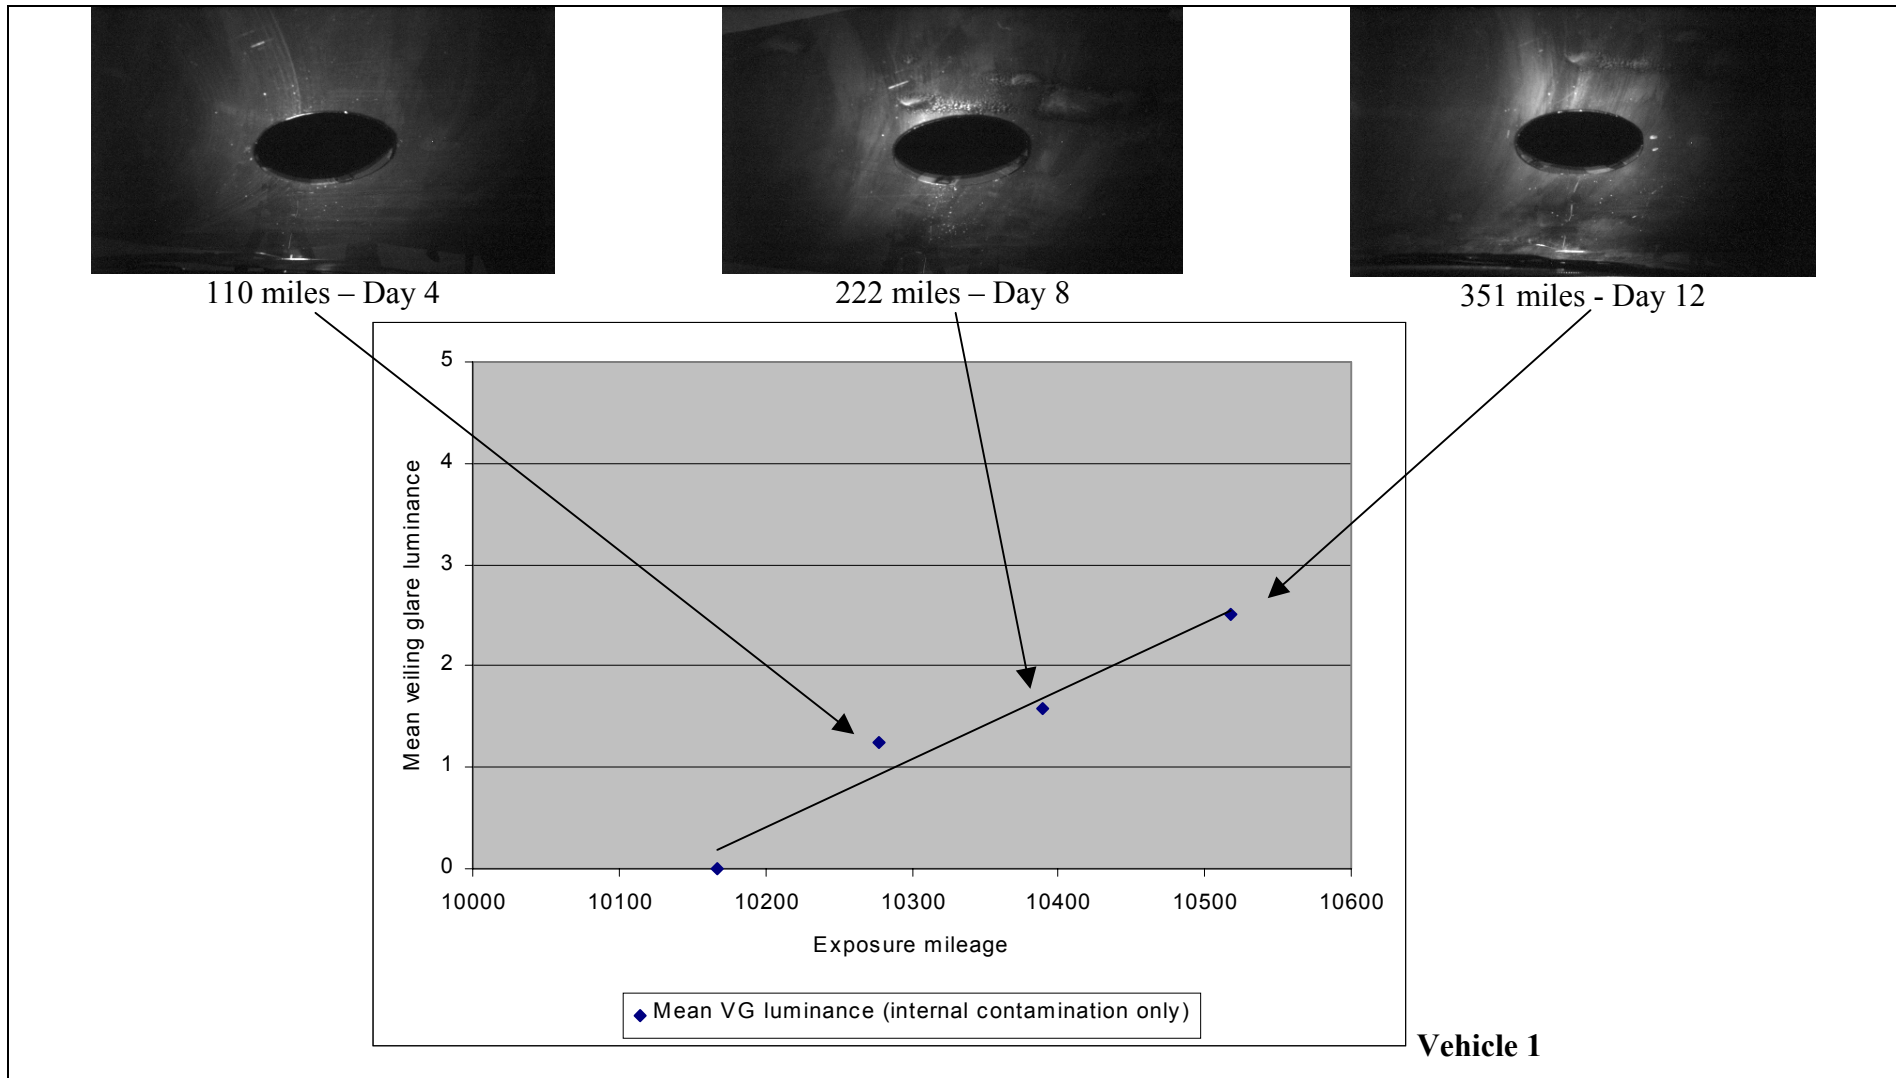 110 miles – Day 4
222 miles – Day 8
351 miles - Day 12
5
4
3
2
1
0
Mean veiling glare luminance
10000 10100 10200 10300 10400 10500 10600
Exposure mileage
Mean VG luminance (internal contamination only)
Vehicle 1